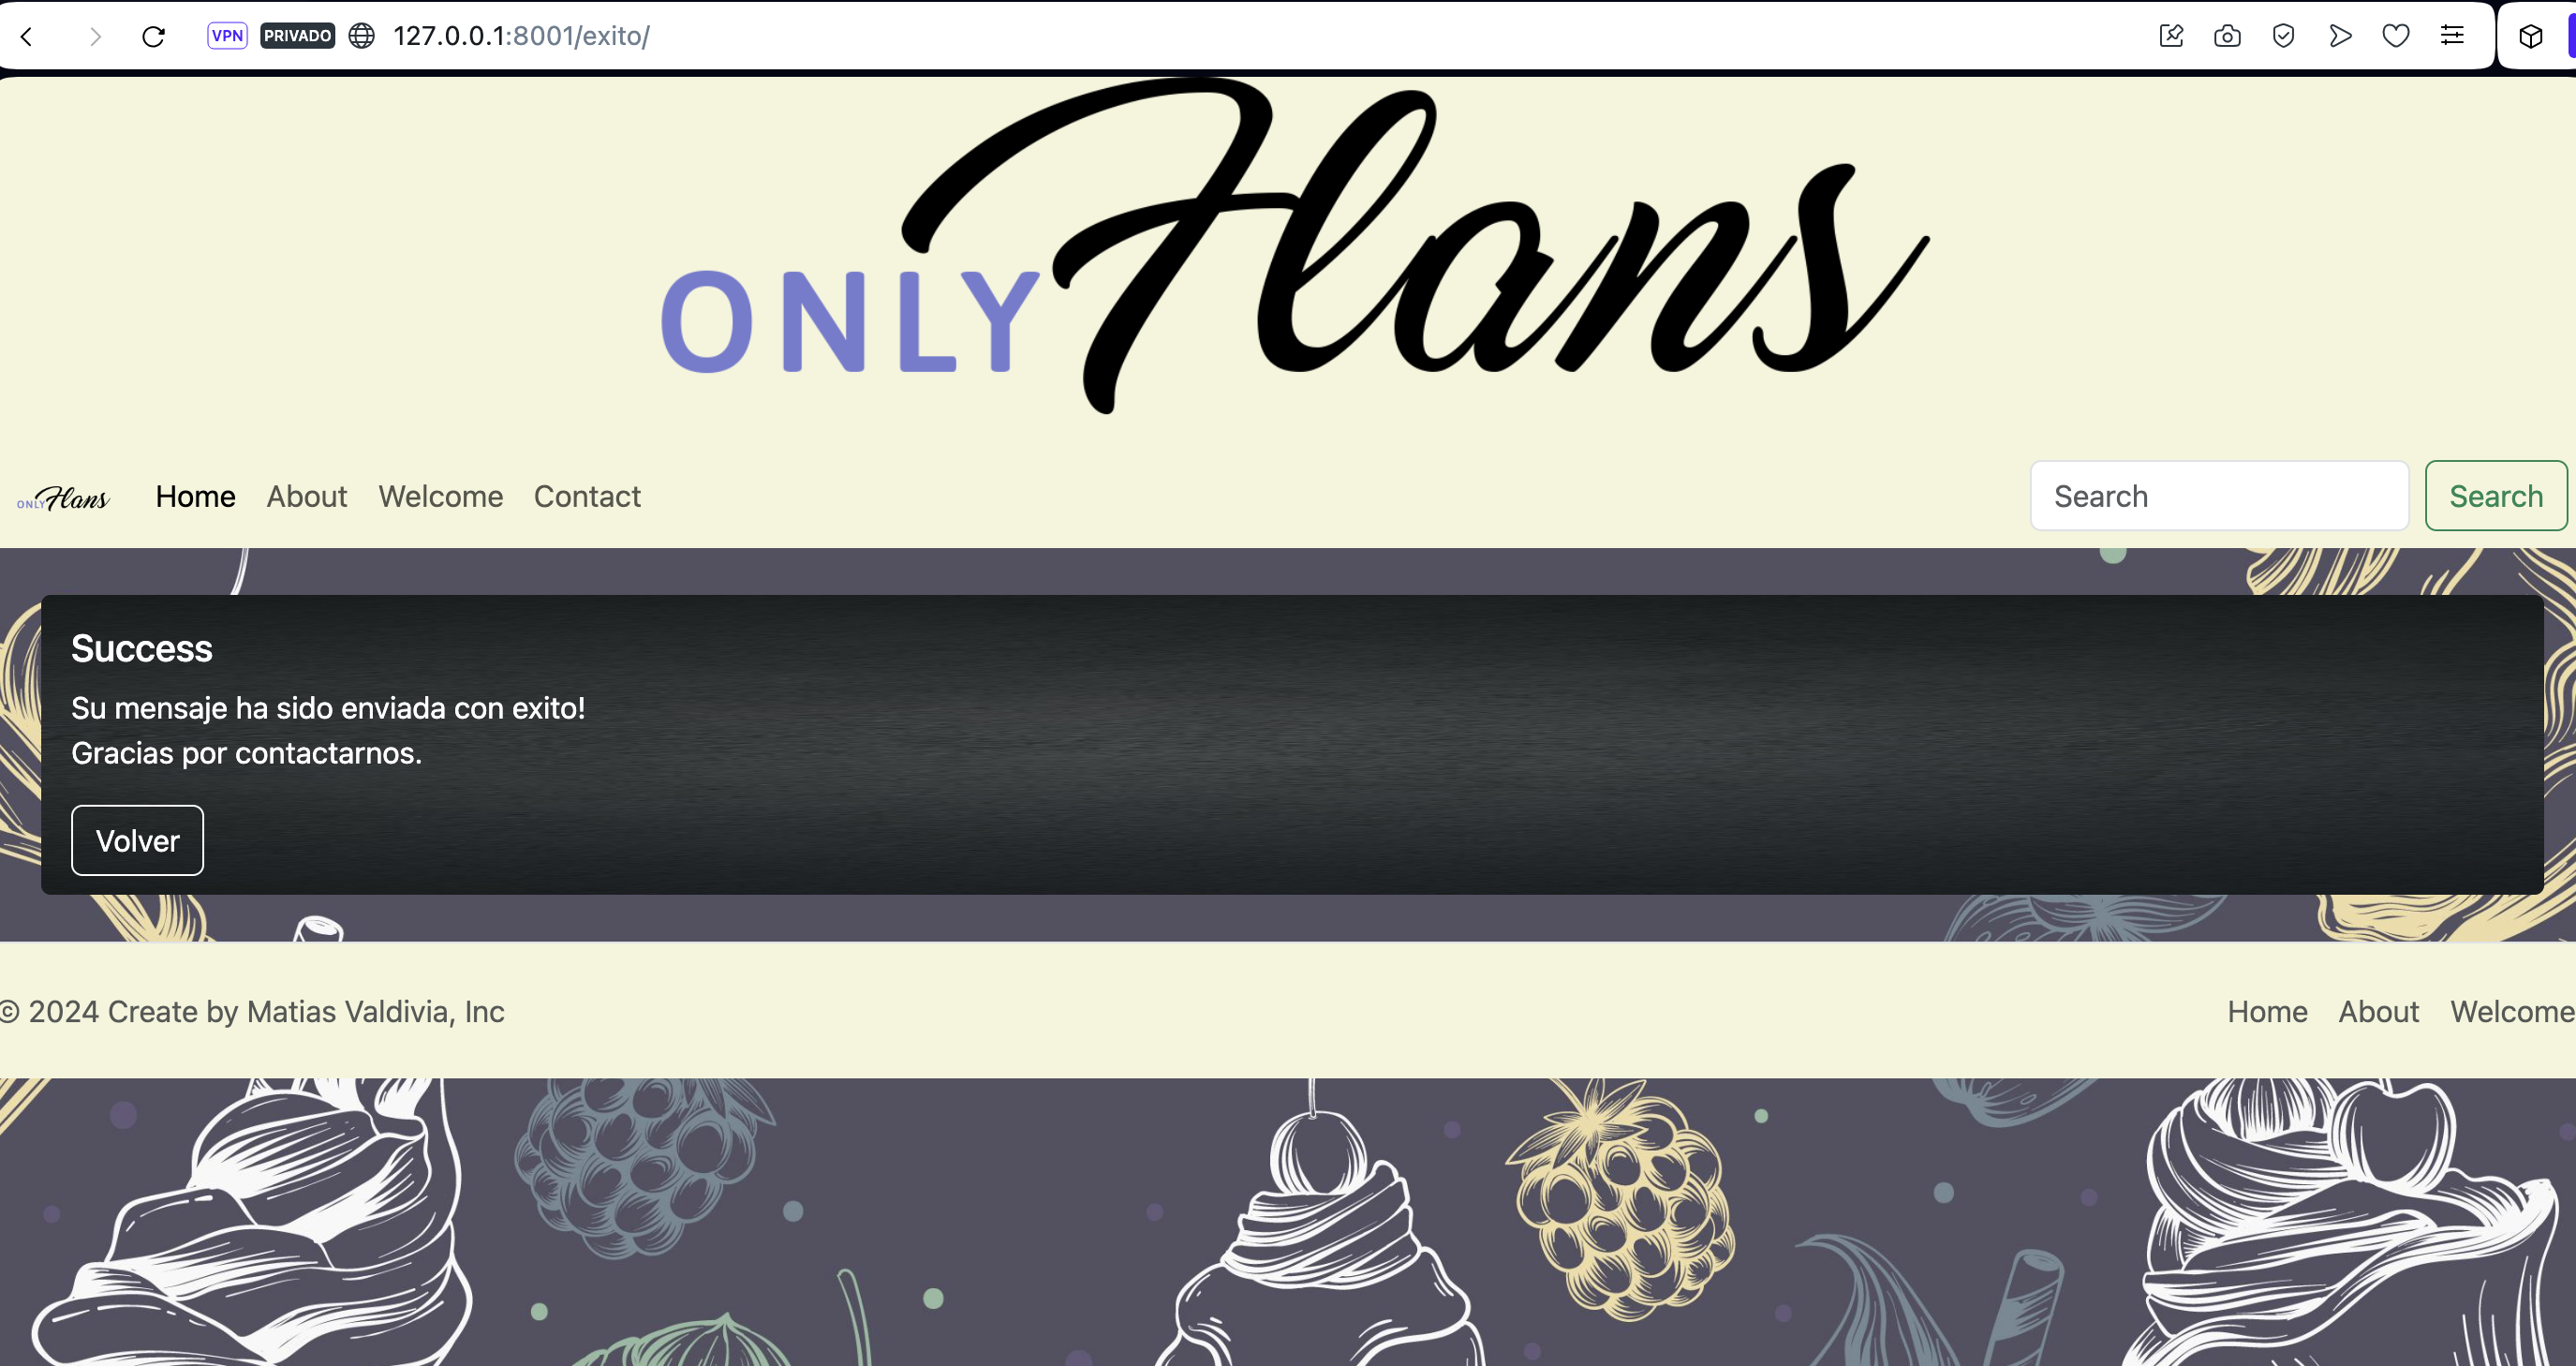 VPN PRIVADO 127.0.0.1:8001/exito/
ONLY Flans
ONLY Flans Home About Welcome Contact Search Search
Success
Su mensaje ha sido enviada con exito!
Gracias por contactarnos.
Volver
© 2024 Create by Matias Valdivia, Inc Home About Welcome